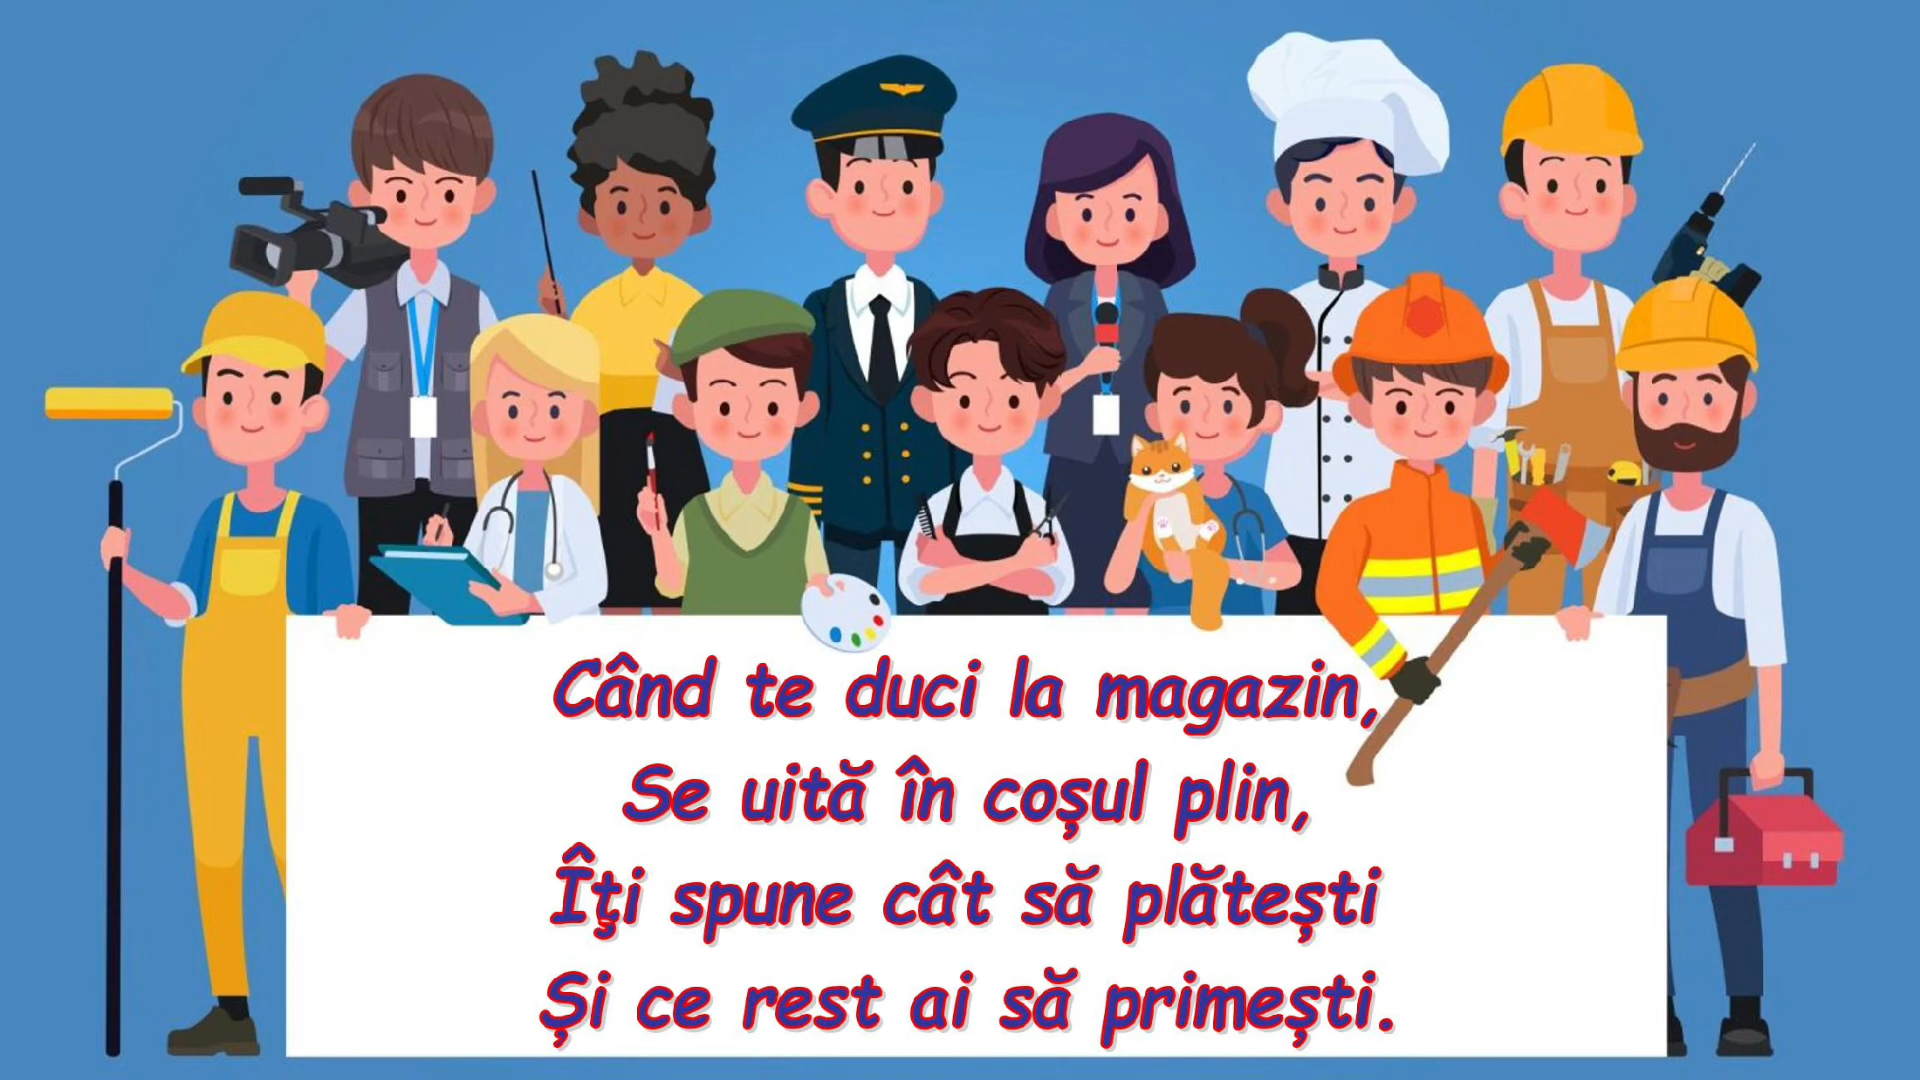 Când te duci la magazin,
Se uită în coșul plin,
Îţi spune cât să plătești
Și ce rest ai să primești.